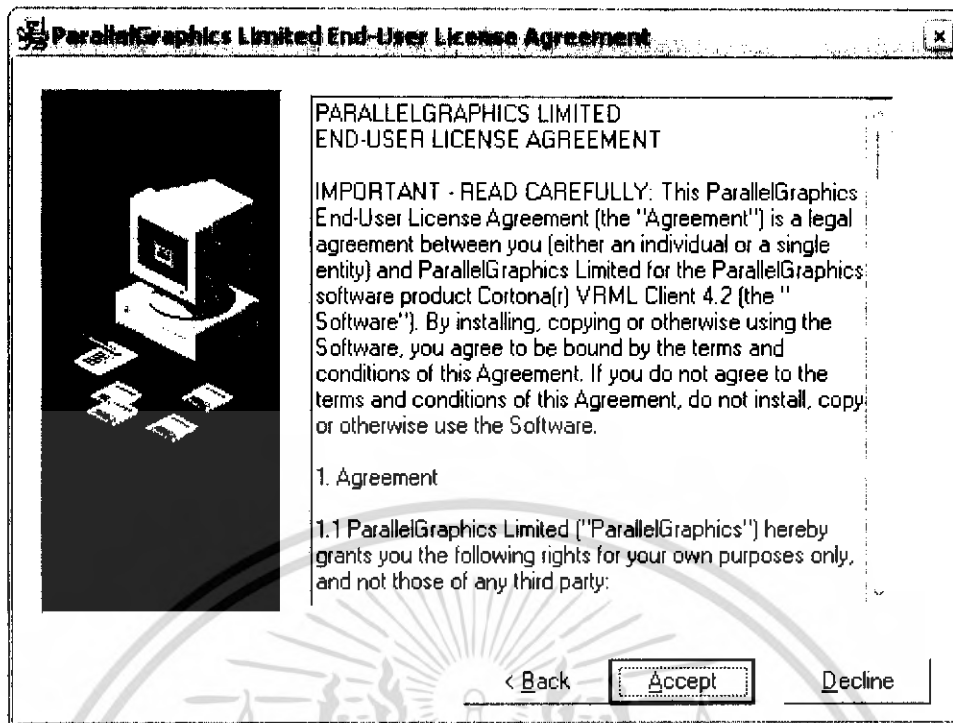 ParallelGraphics Limited End-User License Agreement
PARALLELGRAPHICS LIMITED
END-USER LICENSE AGREEMENT
IMPORTANT - READ CAREFULLY: This ParallelGraphics
End-User License Agreement (the "Agreement") is a legal
agreement between you (either an individual or a single
entity) and ParallelGraphics Limited for the ParallelGraphics
software product Cortona(r) VRML Client 4.2 (the "
Software"). By installing, copying or otherwise using the
Software, you agree to be bound by the terms and
conditions of this Agreement. If you do not agree to the
terms and conditions of this Agreement, do not install, copy
or otherwise use the Software.
1. Agreement
1.1 ParallelGraphics Limited ("ParallelGraphics") hereby
grants you the following rights for your own purposes only,
and not those of any third party:
< Back Accept Decline